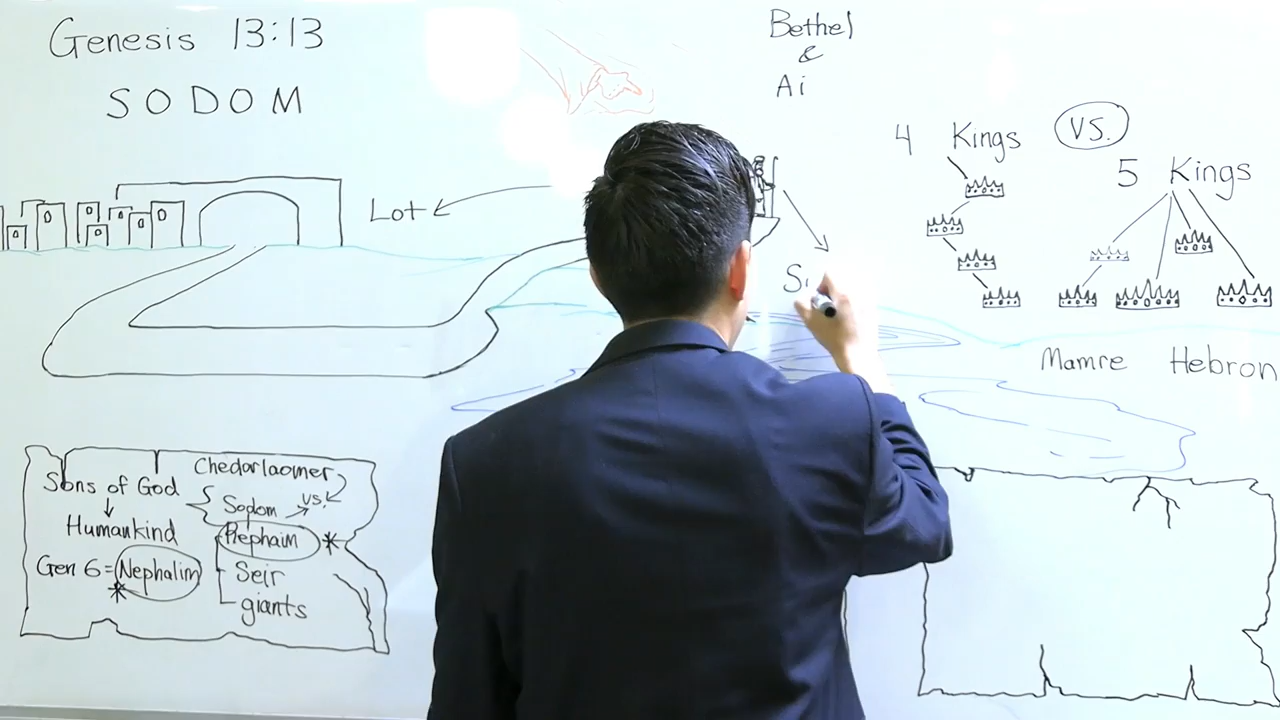 Genesis 13:13
SODOM
Bethel
&
Ai
Lot
Si
4 Kings
VS.
5 Kings
Mamre Hebron
Sons of God
Humankind
Gen 6 = Nephalim
*
Chedorlaomer
Sodom vs.
Rephaim *
Seir
giants